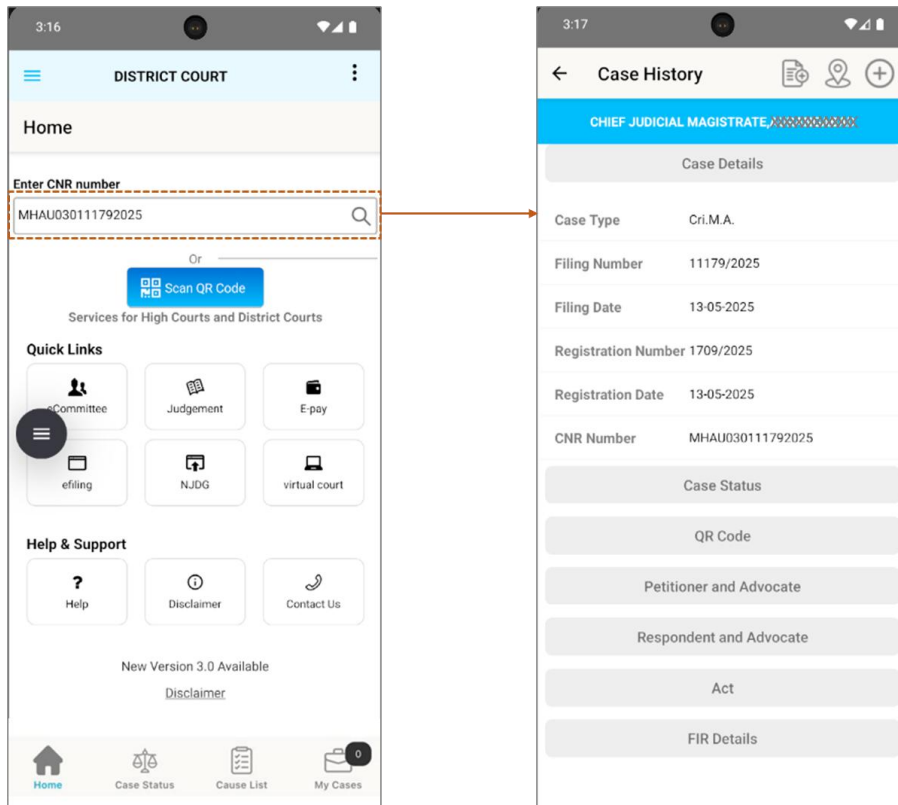 3:16
DISTRICT COURT
Home
Enter CNR number
MHAU030111792025
Or
Scan QR Code
Services for High Courts and District Courts
Quick Links
eCommittee
Judgement
E-pay
efiling
NJDG
virtual court
Help & Support
?
Help
Disclaimer
Contact Us
New Version 3.0 Available
Disclaimer
0
Home
Case Status
Cause List
My Cases
3:17
Case History
CHIEF JUDICIAL MAGISTRATE,
Case Details
Case Type Cri.M.A.
Filing Number 11179/2025
Filing Date 13-05-2025
Registration Number 1709/2025
Registration Date 13-05-2025
CNR Number MHAU030111792025
Case Status
QR Code
Petitioner and Advocate
Respondent and Advocate
Act
FIR Details